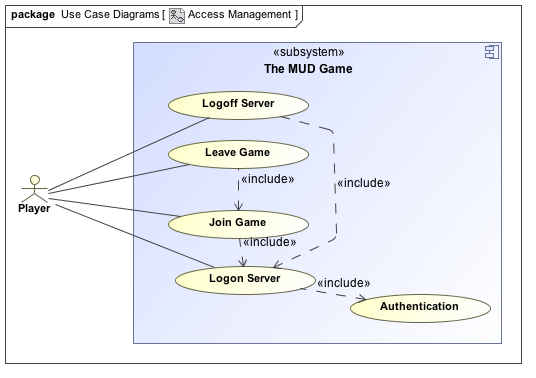 package Use Case Diagrams [ Access Management ]
«subsystem»
The MUD Game
Logoff Server
Leave Game
«include»
«include»
Player
Join Game
«include»
Logon Server
«include»
Authentication